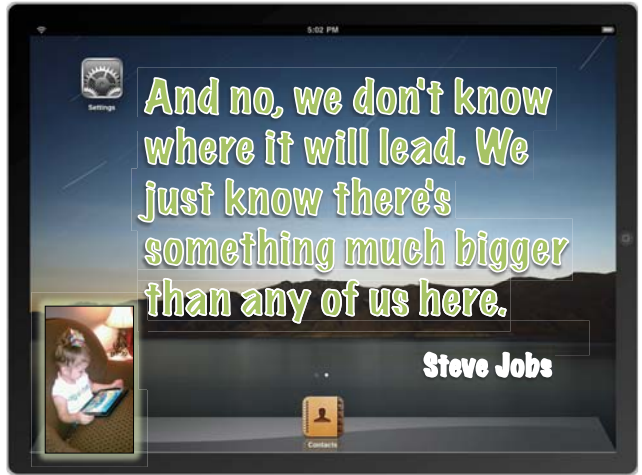 5:02 PM
Settings
And no, we don't know
where it will lead. We
just know there's
something much bigger
than any of us here.
Steve Jobs
Contacts